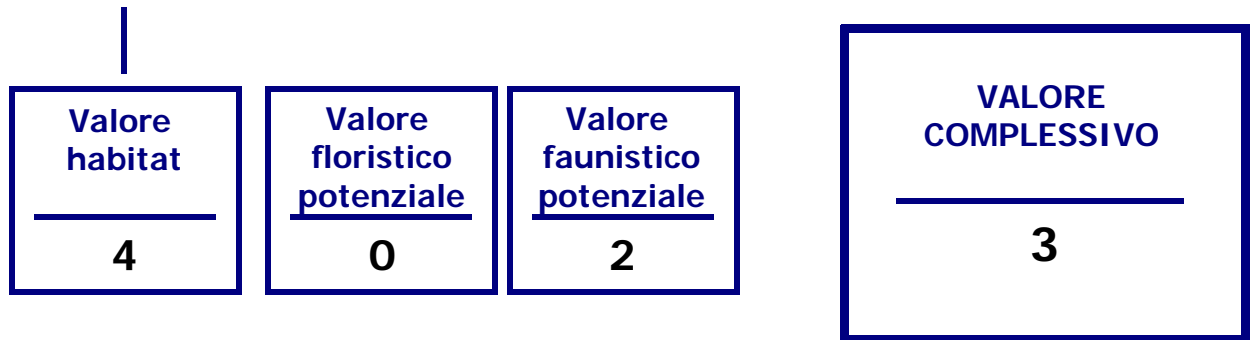 Valore
habitat
4
Valore
floristico
potenziale
0
Valore
faunistico
potenziale
2
VALORE
COMPLESSIVO
3